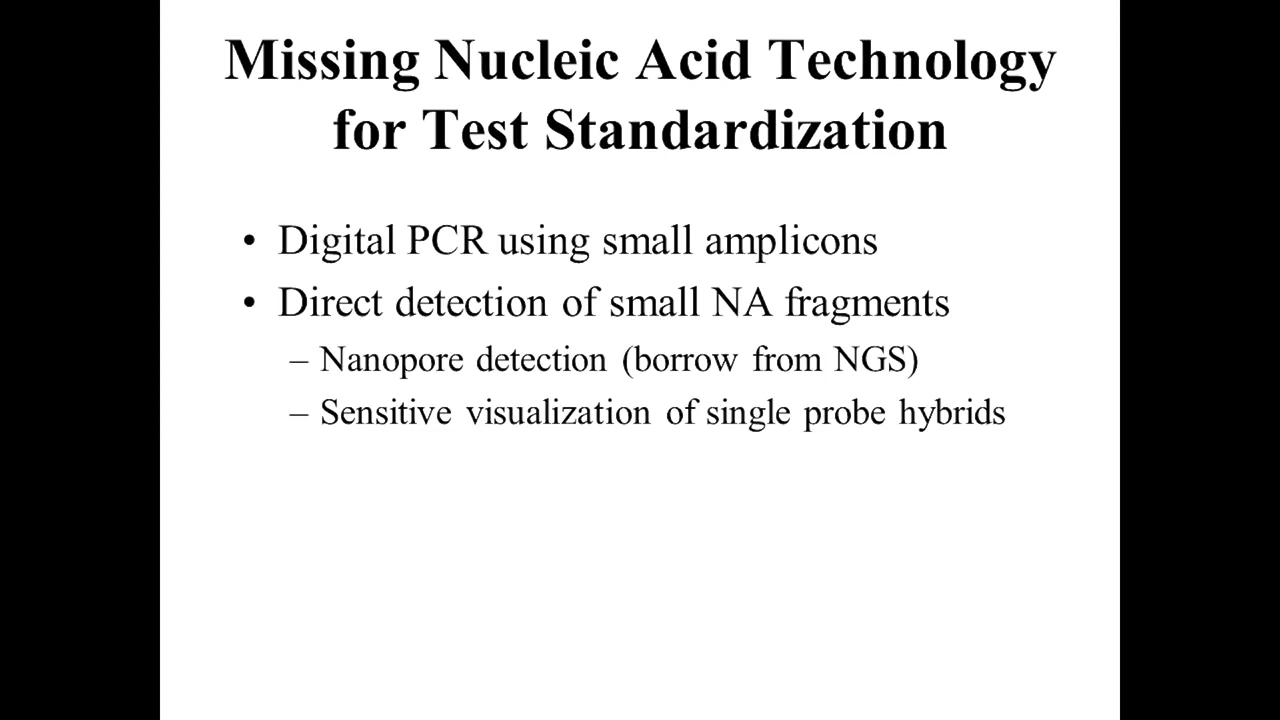 Missing Nucleic Acid Technology
for Test Standardization
• Digital PCR using small amplicons
• Direct detection of small NA fragments
– Nanopore detection (borrow from NGS)
– Sensitive visualization of single probe hybrids